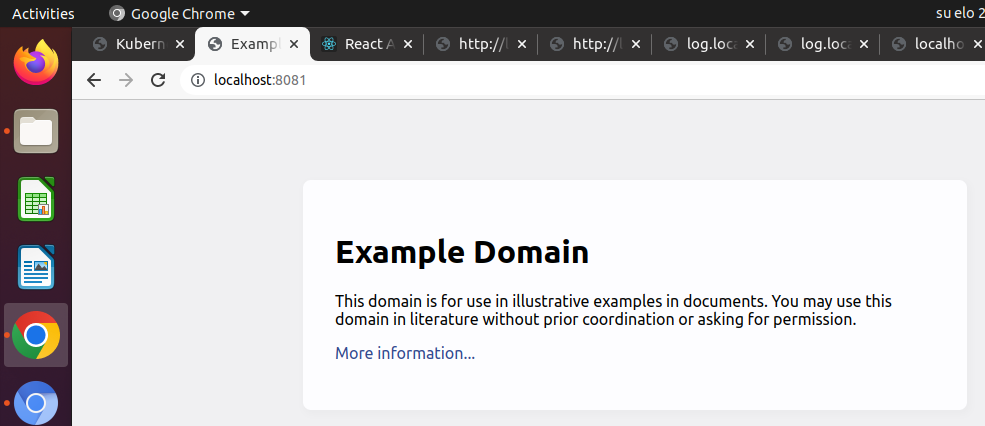 Activities Google Chrome su elo 2
Kubern Exampl React A http://l http://l log.loca log.loca localho
localhost:8081
Example Domain
This domain is for use in illustrative examples in documents. You may use this
domain in literature without prior coordination or asking for permission.
More information...